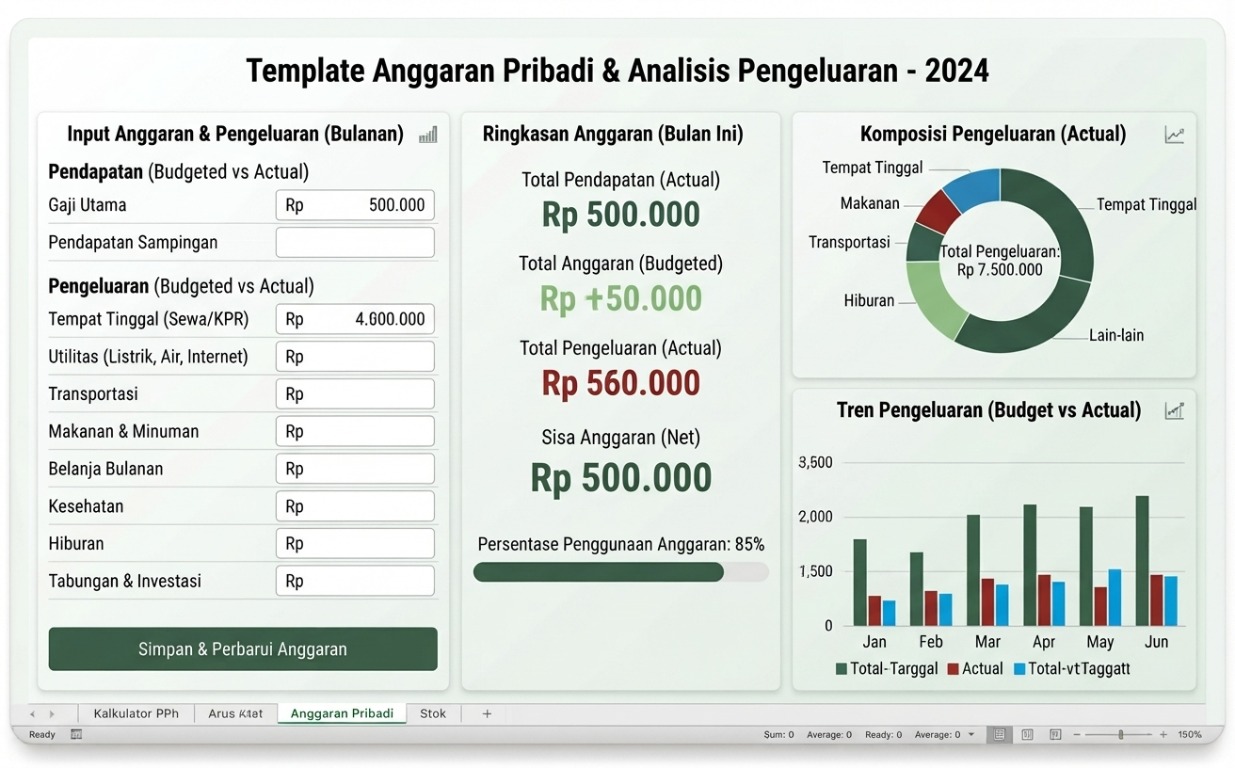 Template Anggaran Pribadi & Analisis Pengeluaran - 2024
Input Anggaran & Pengeluaran (Bulanan)
Pendapatan (Budgeted vs Actual)
Gaji Utama Rp 500.000
Pendapatan Sampingan
Pengeluaran (Budgeted vs Actual)
Tempat Tinggal (Sewa/KPR) Rp 4.600.000
Utilitas (Listrik, Air, Internet) Rp
Transportasi Rp
Makanan & Minuman Rp
Belanja Bulanan Rp
Kesehatan Rp
Hiburan Rp
Tabungan & Investasi Rp
Simpan & Perbarui Anggaran
Ringkasan Anggaran (Bulan Ini)
Total Pendapatan (Actual)
Rp 500.000
Total Anggaran (Budgeted)
Rp +50.000
Total Pengeluaran (Actual)
Rp 560.000
Sisa Anggaran (Net)
Rp 500.000
Persentase Penggunaan Anggaran: 85%
Komposisi Pengeluaran (Actual)
Tempat Tinggal
Makanan
Transportasi
Hiburan
Total Pengeluaran:
Rp 7.500.000
Tempat Tinggal
Lain-lain
Tren Pengeluaran (Budget vs Actual)
3,500
2,000
1,500
0
Jan Feb Mar Apr May Jun
Total-Targgal Actual Total-vtTaggatt
Kalkulator PPh Arus Anggaran Pribadi Stok +
Ready Sum: 0 Average: 0 Ready: 0 Average: 0 150%